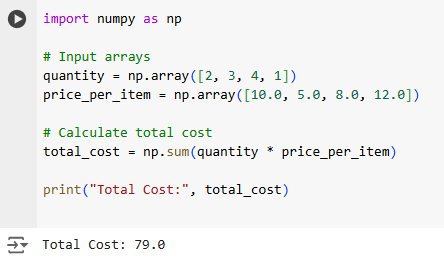 import numpy as np
# Input arrays
quantity = np.array([2, 3, 4, 1])
price_per_item = np.array([10.0, 5.0, 8.0, 12.0])
# Calculate total cost
total_cost = np.sum(quantity * price_per_item)
print("Total Cost:", total_cost)
Total Cost: 79.0